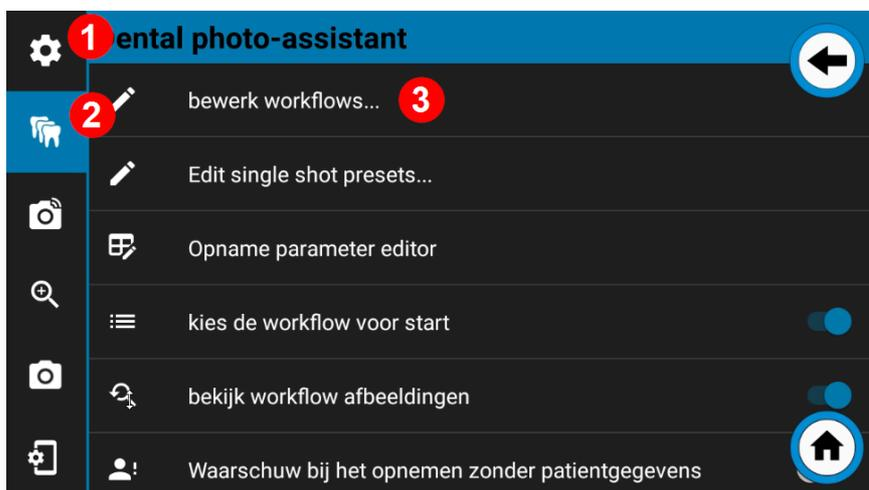 1
ental photo-assistant
2
bewerk workflows...
3
Edit single shot presets...
Opname parameter editor
kies de workflow voor start
bekijk workflow afbeeldingen
Waarschuw bij het opnemen zonder patientgegevens